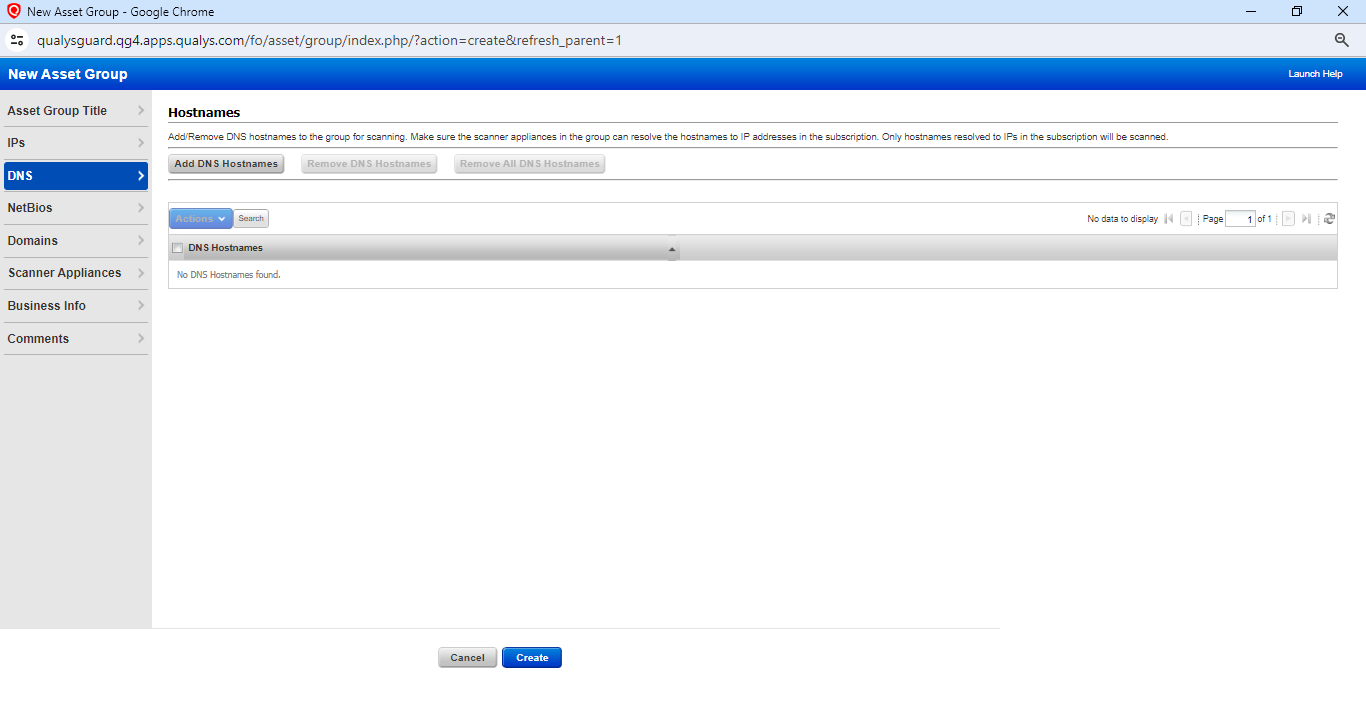 New Asset Group - Google Chrome
qualysguard.qg4.apps.qualys.com/fo/asset/group/index.php/?action=create&refresh_parent=1
New Asset Group
Launch Help
Asset Group Title
IPs
DNS
NetBios
Domains
Scanner Appliances
Business Info
Comments
Hostnames
Add/Remove DNS hostnames to the group for scanning. Make sure the scanner appliances in the group can resolve the hostnames to IP addresses in the subscription. Only hostnames resolved to IPs in the subscription will be scanned.
Add DNS Hostnames Remove DNS Hostnames Remove All DNS Hostnames
Actions Search No data to display Page 1 of 1
DNS Hostnames
No DNS Hostnames found.
Cancel Create